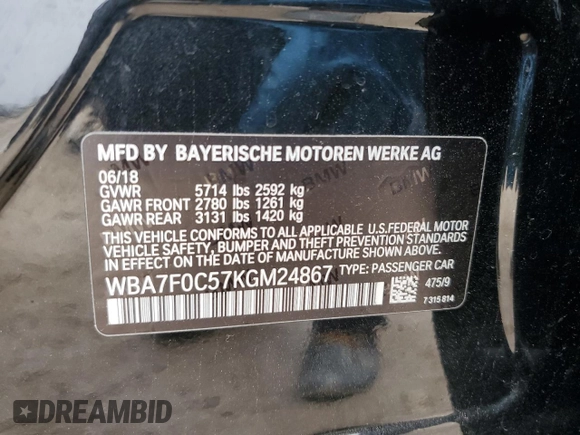 MFD BY BAYERISCHE MOTOREN WERKE AG
06/18
GVWR 5714 lbs 2592 kg
GAWR FRONT 2780 lbs 1261 kg
GAWR REAR 3131 lbs 1420 kg
THIS VEHICLE CONFORMS TO ALL APPLICABLE U.S.FEDERAL MOTOR
VEHICLE SAFETY, BUMPER AND THEFT PREVENTION STANDARDS
IN EFFECT ON THE DATE OF MANUFACTURE SHOWN ABOVE.
WBA7F0C57KGM24867 TYPE: PASSENGER CAR
475/9
7 315 814
DREAMBID